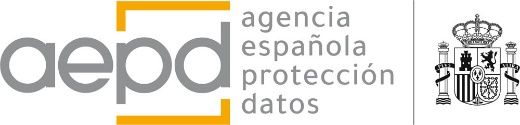 aepd
agencia
española
protección
datos